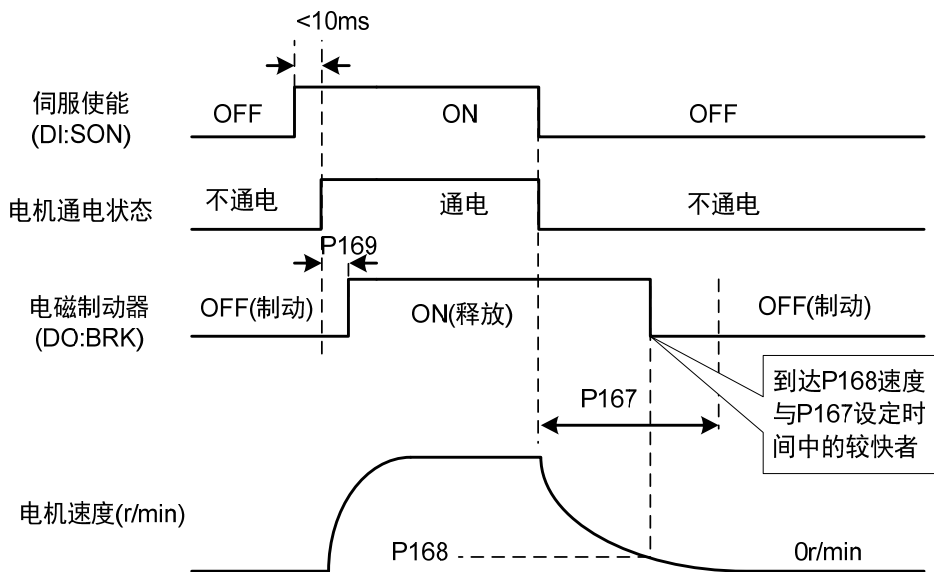 <10ms
伺服使能
(DI:SON)
OFF
ON
OFF
电机通电状态
不通电
通电
不通电
P169
电磁制动器
(DO:BRK)
OFF(制动)
ON(释放)
OFF(制动)
P167
到达P168速度
与P167设定时
间中的较快者
电机速度(r/min)
P168
0r/min